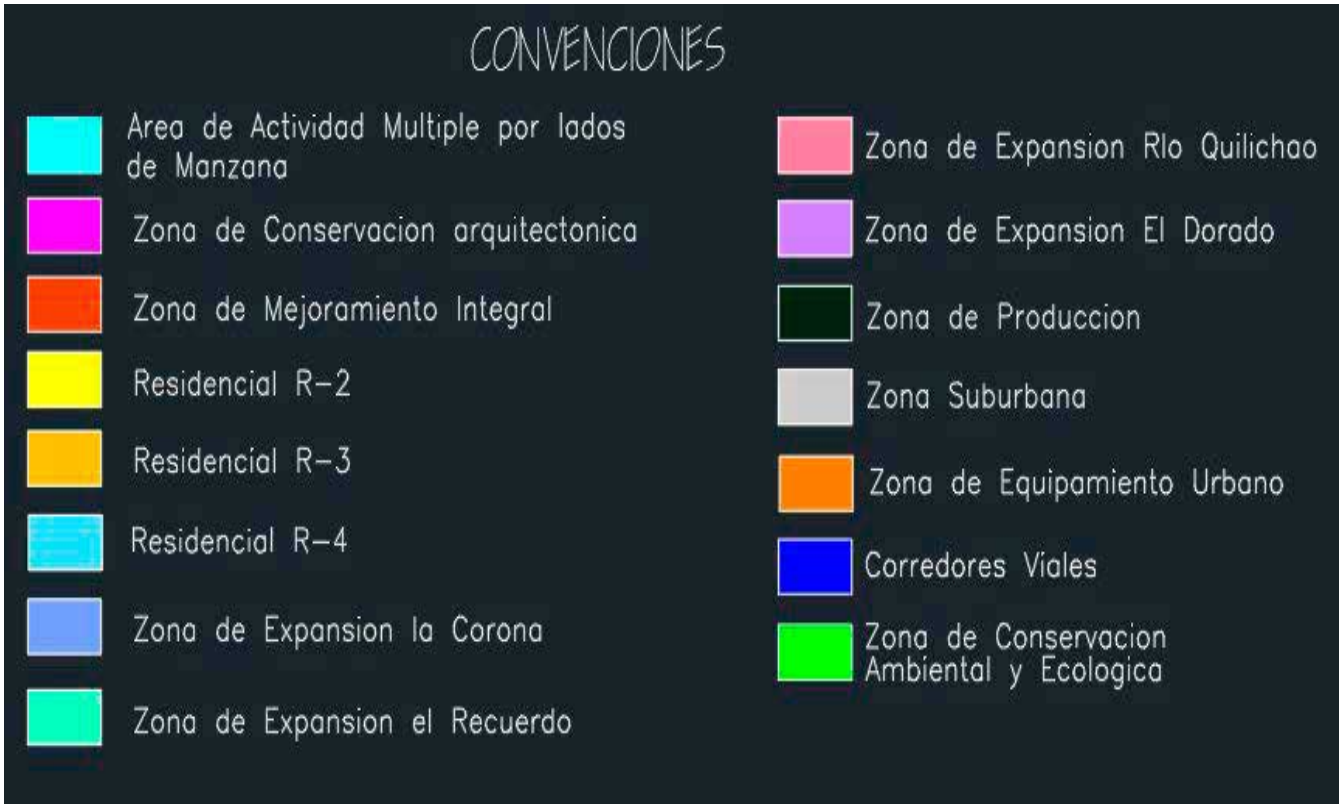 CONVENCIONES
Area de Actividad Multiple por lados
de Manzana
Zona de Conservacion arquitectonica
Zona de Mejoramiento Integral
Residencial R-2
Residencial R-3
Residencial R-4
Zona de Expansion la Corona
Zona de Expansion el Recuerdo
Zona de Expansion RIo Quilichao
Zona de Expansion El Dorado
Zona de Produccion
Zona Suburbana
Zona de Equipamiento Urbano
Corredores Viales
Zona de Conservacion
Ambiental y Ecologica